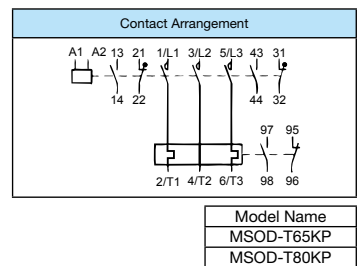 Contact Arrangement
A1 A2 13 21 1/L1 3/L2 5/L3 43 31
14 22 44 32
97 95
2/T1 4/T2 6/T3 98 96
Model Name
MSOD-T65KP
MSOD-T80KP